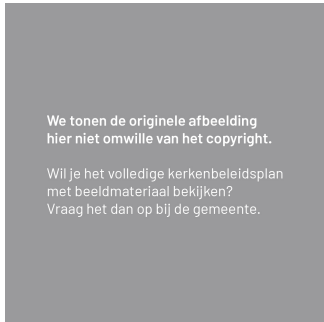 We tonen de originele afbeelding
hier niet omwille van het copyright.
Wil je het volledige kerkenbeleidsplan
met beeldmateriaal bekijken?
Vraag het dan op bij de gemeente.